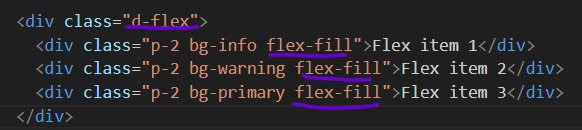 <div class="d-flex">
<div class="p-2 bg-info flex-fill">Flex item 1</div>
<div class="p-2 bg-warning flex-fill">Flex item 2</div>
<div class="p-2 bg-primary flex-fill">Flex item 3</div>
</div>